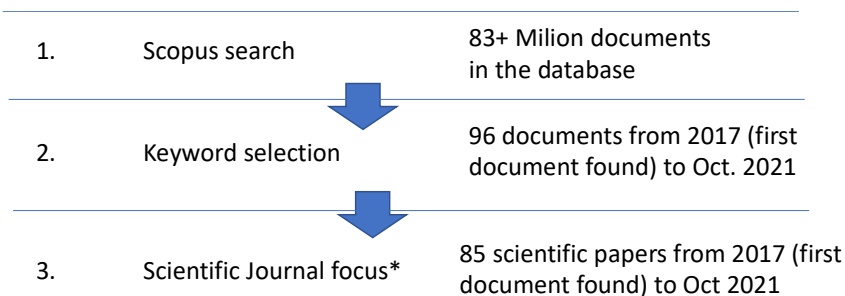 1. Scopus search 83+ Milion documents
in the database
2. Keyword selection 96 documents from 2017 (first
document found) to Oct. 2021
3. Scientific Journal focus* 85 scientific papers from 2017 (first
document found) to Oct 2021